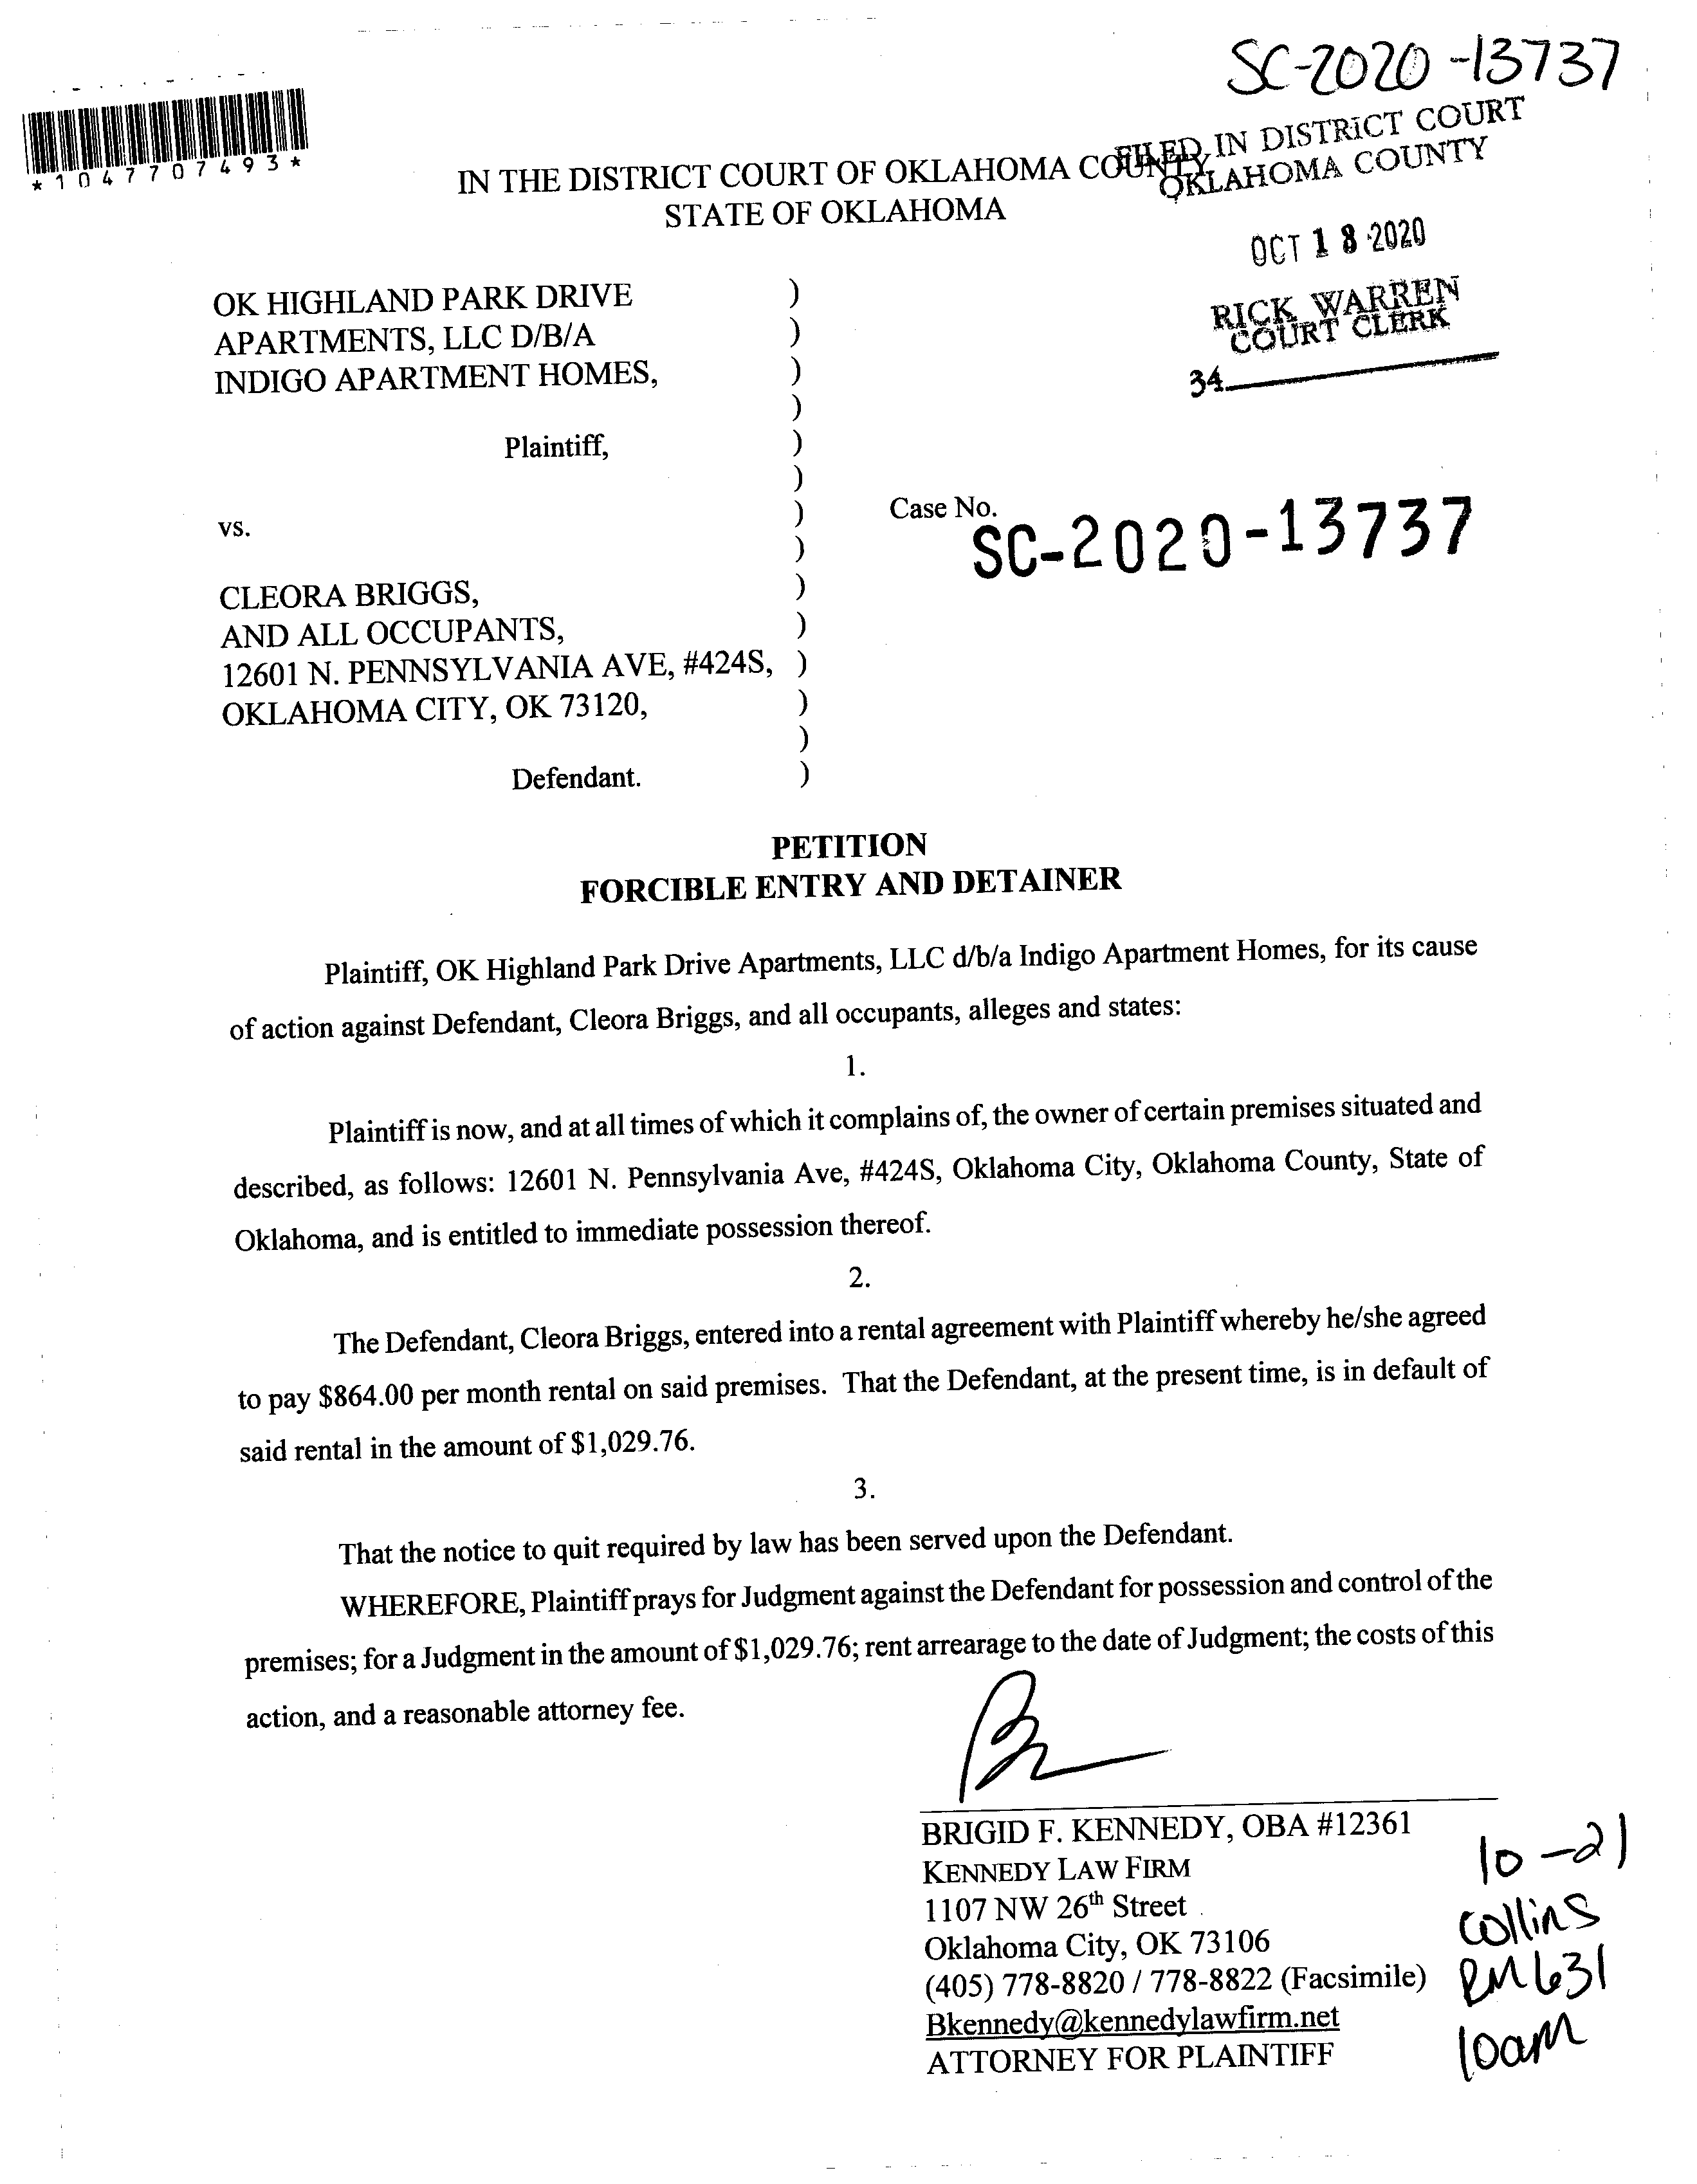 SC-2020-13737
*1047707493*
FILED IN DISTRICT COURT
OKLAHOMA COUNTY
IN THE DISTRICT COURT OF OKLAHOMA COUNTY
STATE OF OKLAHOMA
OCT 18 2020
RICK WARREN
COURT CLERK
34
OK HIGHLAND PARK DRIVE )
APARTMENTS, LLC D/B/A )
INDIGO APARTMENT HOMES, )
)
Plaintiff, )
)
vs. )
)
Case No.
SC-2020-13737
CLEORA BRIGGS, )
AND ALL OCCUPANTS, )
12601 N. PENNSYLVANIA AVE, #424S, )
OKLAHOMA CITY, OK 73120, )
)
Defendant. )
PETITION
FORCIBLE ENTRY AND DETAINER
Plaintiff, OK Highland Park Drive Apartments, LLC d/b/a Indigo Apartment Homes, for its cause
of action against Defendant, Cleora Briggs, and all occupants, alleges and states:
1.
Plaintiff is now, and at all times of which it complains of, the owner of certain premises situated and
described, as follows: 12601 N. Pennsylvania Ave, #424S, Oklahoma City, Oklahoma County, State of
Oklahoma, and is entitled to immediate possession thereof.
2.
The Defendant, Cleora Briggs, entered into a rental agreement with Plaintiff whereby he/she agreed
to pay $864.00 per month rental on said premises. That the Defendant, at the present time, is in default of
said rental in the amount of $1,029.76.
3.
That the notice to quit required by law has been served upon the Defendant.
WHEREFORE, Plaintiff prays for Judgment against the Defendant for possession and control of the
premises; for a Judgment in the amount of $1,029.76; rent arrearage to the date of Judgment; the costs of this
action, and a reasonable attorney fee.
BRIGID F. KENNEDY, OBA #12361
KENNEDY LAW FIRM
1107 NW 26th Street
Oklahoma City, OK 73106
(405) 778-8820 / 778-8822 (Facsimile)
Bkennedy@kennedylawfirm.net
ATTORNEY FOR PLAINTIFF
10-21
Collins
RM 631
10am